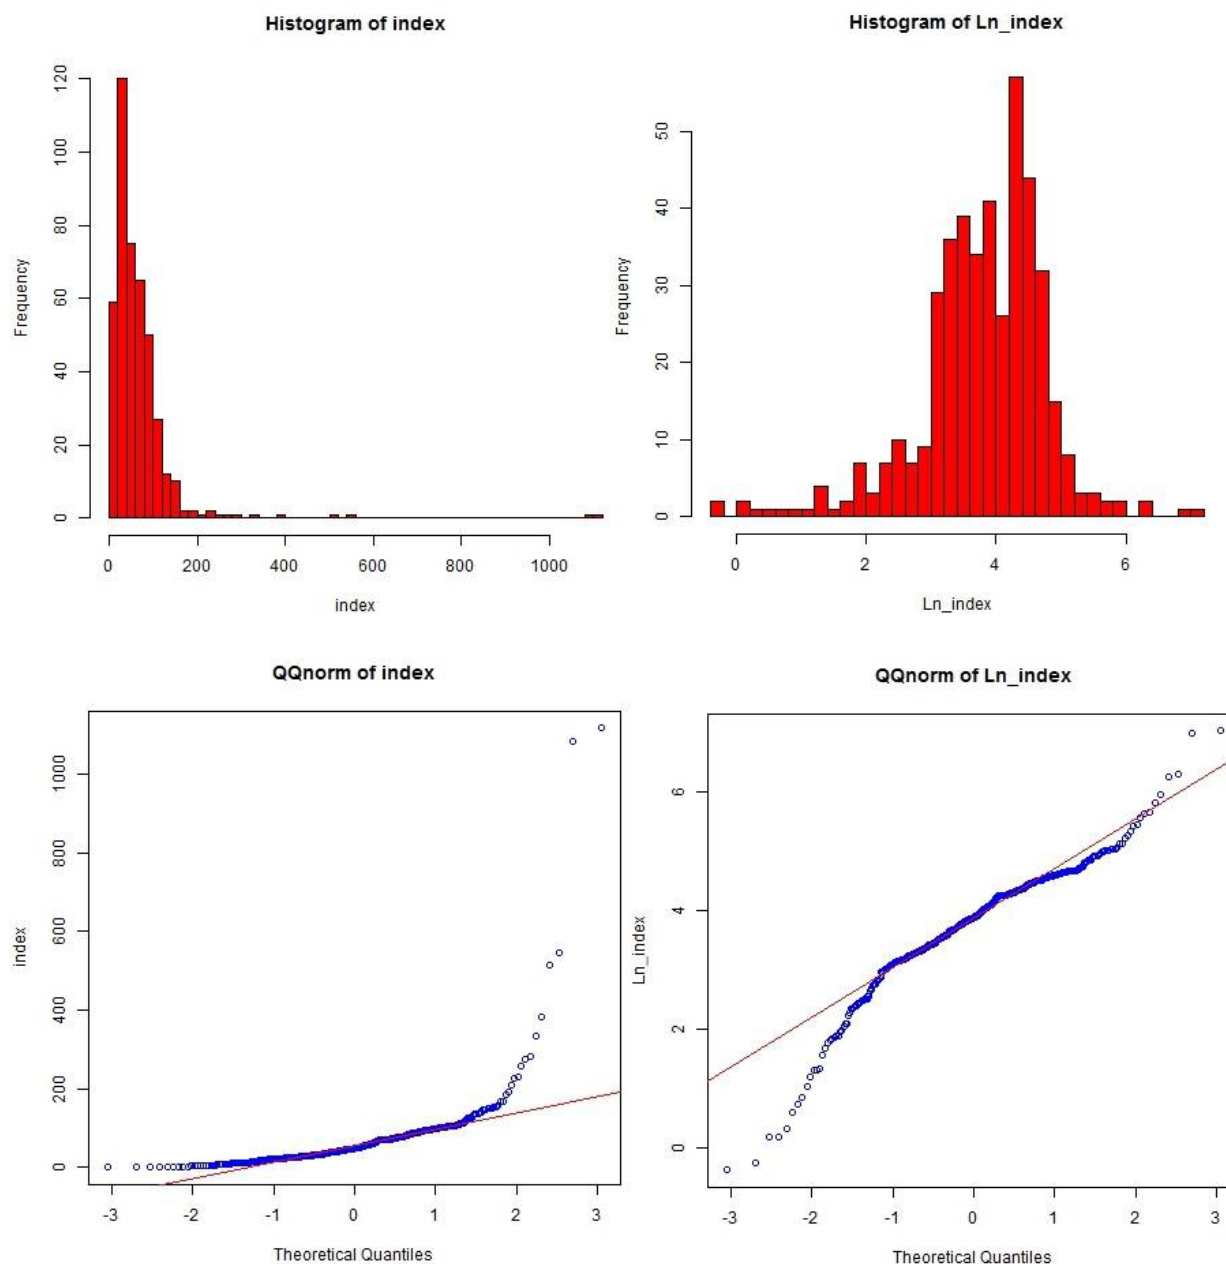 Histogram of index
Frequency
0 20 40 60 80 100 120
0 200 400 600 800 1000
index
Histogram of Ln_index
Frequency
0 10 20 30 40 50
0 2 4 6
Ln_index
QQnorm of index
index
0 200 400 600 800 1000
-3 -2 -1 0 1 2 3
Theoretical Quantiles
QQnorm of Ln_index
Ln_index
0 2 4 6
-3 -2 -1 0 1 2 3
Theoretical Quantiles